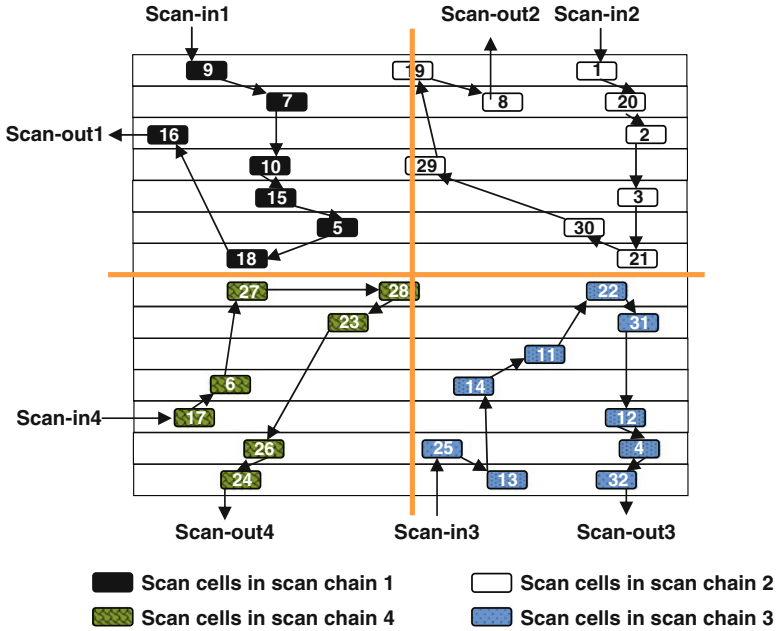 Scan-in1 Scan-out2 Scan-in2
9 19 1
7 8 20
Scan-out1 16 2
10 29
15 3
5 30
18 21
27 28 22
23 31
11
6 14
Scan-in4 17 12
26 25 4
24 13 32
Scan-out4 Scan-in3 Scan-out3
Scan cells in scan chain 1 Scan cells in scan chain 2
Scan cells in scan chain 4 Scan cells in scan chain 3